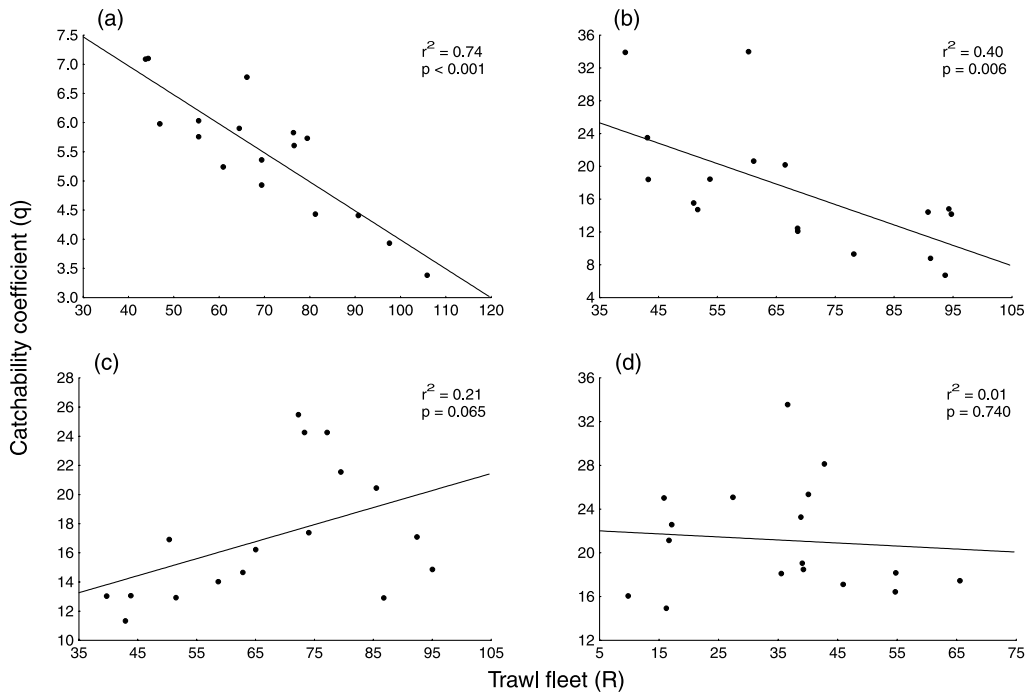 (a)
7.5
7.0
6.5
6.0
5.5
5.0
4.5
4.0
3.5
3.0
r² = 0.74
p < 0.001
30 40 50 60 70 80 90 100 110 120
(b)
36
32
28
24
20
16
12
8
4
r² = 0.40
p = 0.006
35 45 55 65 75 85 95 105
Catchability coefficient (q)
(c)
28
26
24
22
20
18
16
14
12
10
r² = 0.21
p = 0.065
35 45 55 65 75 85 95 105
(d)
36
32
28
24
20
16
12
r² = 0.01
p = 0.740
5 15 25 35 45 55 65 75
Trawl fleet (R)